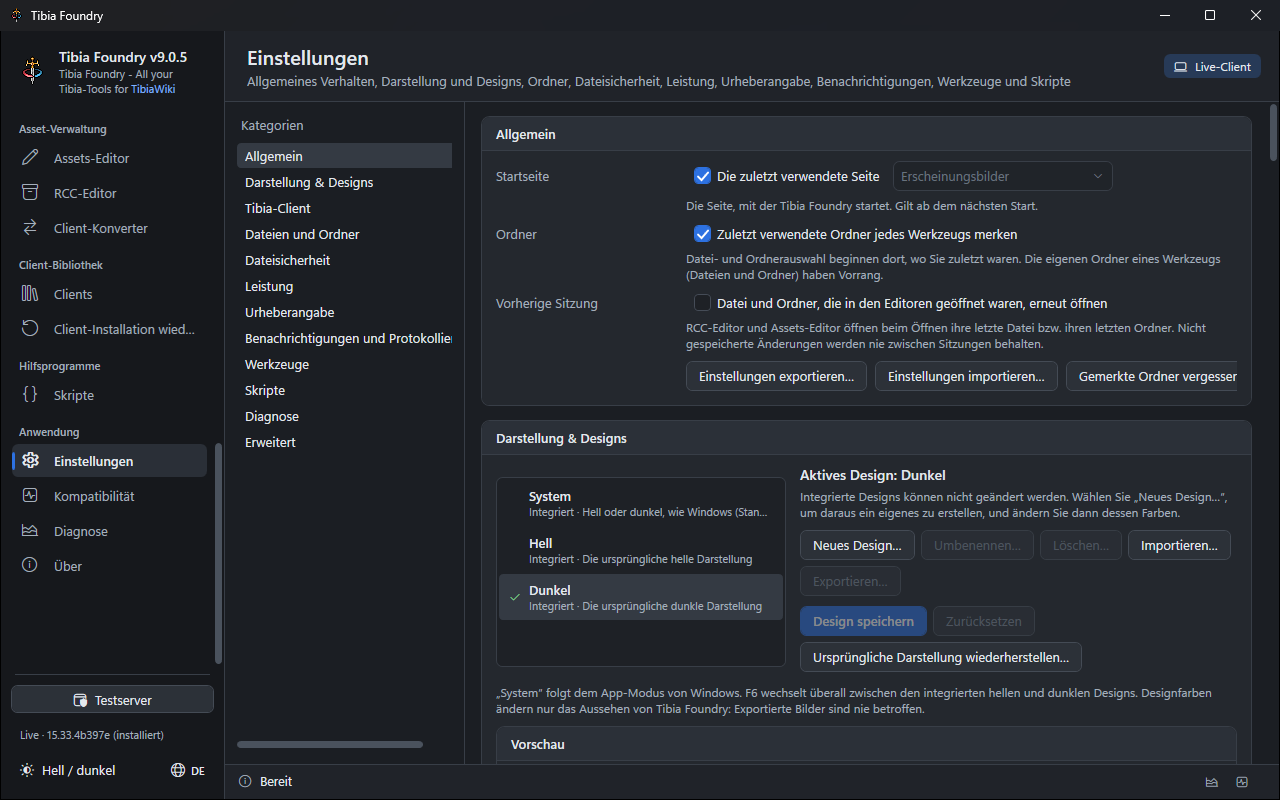 Tibia Foundry
Tibia Foundry v9.0.5
Tibia Foundry - All your
Tibia-Tools for TibiaWiki
Asset-Verwaltung
Assets-Editor
RCC-Editor
Client-Konverter
Client-Bibliothek
Clients
Client-Installation wied...
Hilfsprogramme
Skripte
Anwendung
Einstellungen
Kompatibilität
Diagnose
Über
Testserver
Live · 15.33.4b397e (installiert)
Hell / dunkel
DE
Einstellungen
Allgemeines Verhalten, Darstellung und Designs, Ordner, Dateisicherheit, Leistung, Urheberangabe, Benachrichtigungen, Werkzeuge und Skripte
Live-Client
Kategorien
Allgemein
Darstellung & Designs
Tibia-Client
Dateien und Ordner
Dateisicherheit
Leistung
Urheberangabe
Benachrichtigungen und Protokollier
Werkzeuge
Skripte
Diagnose
Erweitert
Allgemein
Startseite
Die zuletzt verwendete Seite
Erscheinungsbilder
Die Seite, mit der Tibia Foundry startet. Gilt ab dem nächsten Start.
Ordner
Zuletzt verwendete Ordner jedes Werkzeugs merken
Datei- und Ordnerauswahl beginnen dort, wo Sie zuletzt waren. Die eigenen Ordner eines Werkzeugs
(Dateien und Ordner) haben Vorrang.
Vorherige Sitzung
Datei und Ordner, die in den Editoren geöffnet waren, erneut öffnen
RCC-Editor und Assets-Editor öffnen beim Öffnen ihre letzte Datei bzw. ihren letzten Ordner. Nicht
gespeicherte Änderungen werden nie zwischen Sitzungen behalten.
Einstellungen exportieren...
Einstellungen importieren...
Gemerkte Ordner vergessen
Darstellung & Designs
System
Integriert · Hell oder dunkel, wie Windows (Stan...
Hell
Integriert · Die ursprüngliche helle Darstellung
Dunkel
Integriert · Die ursprüngliche dunkle Darstellung
Aktives Design: Dunkel
Integrierte Designs können nicht geändert werden. Wählen Sie „Neues Design...“,
um daraus ein eigenes zu erstellen, und ändern Sie dann dessen Farben.
Neues Design...
Umbenennen...
Löschen...
Importieren...
Exportieren...
Design speichern
Zurücksetzen
Ursprüngliche Darstellung wiederherstellen...
„System“ folgt dem App-Modus von Windows. F6 wechselt überall zwischen den integrierten hellen und dunklen Designs. Designfarben
ändern nur das Aussehen von Tibia Foundry: Exportierte Bilder sind nie betroffen.
Vorschau
Bereit